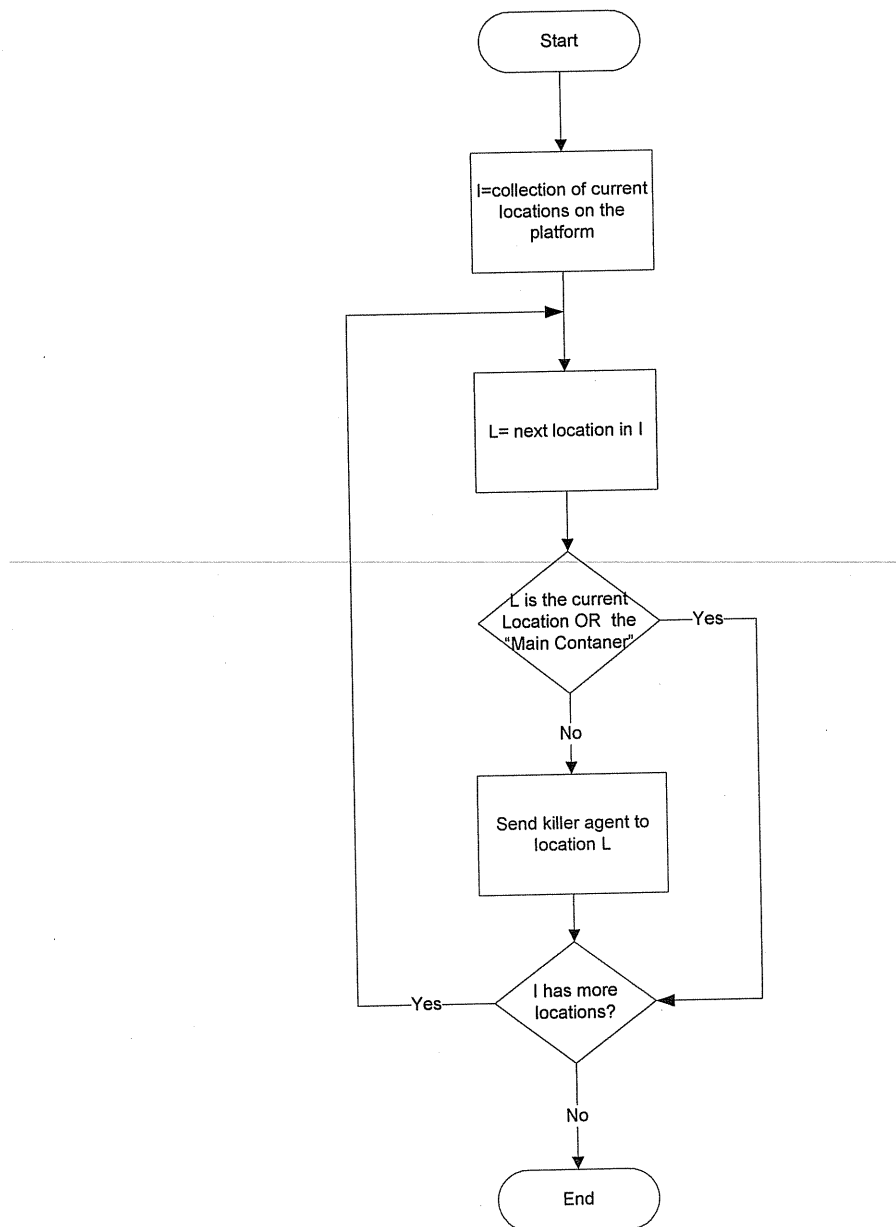 Start
I=collection of current
locations on the
platform
L= next location in I
L is the current
Location OR the
“Main Contaner”
Yes
No
Send killer agent to
location L
I has more
locations?
Yes
No
End